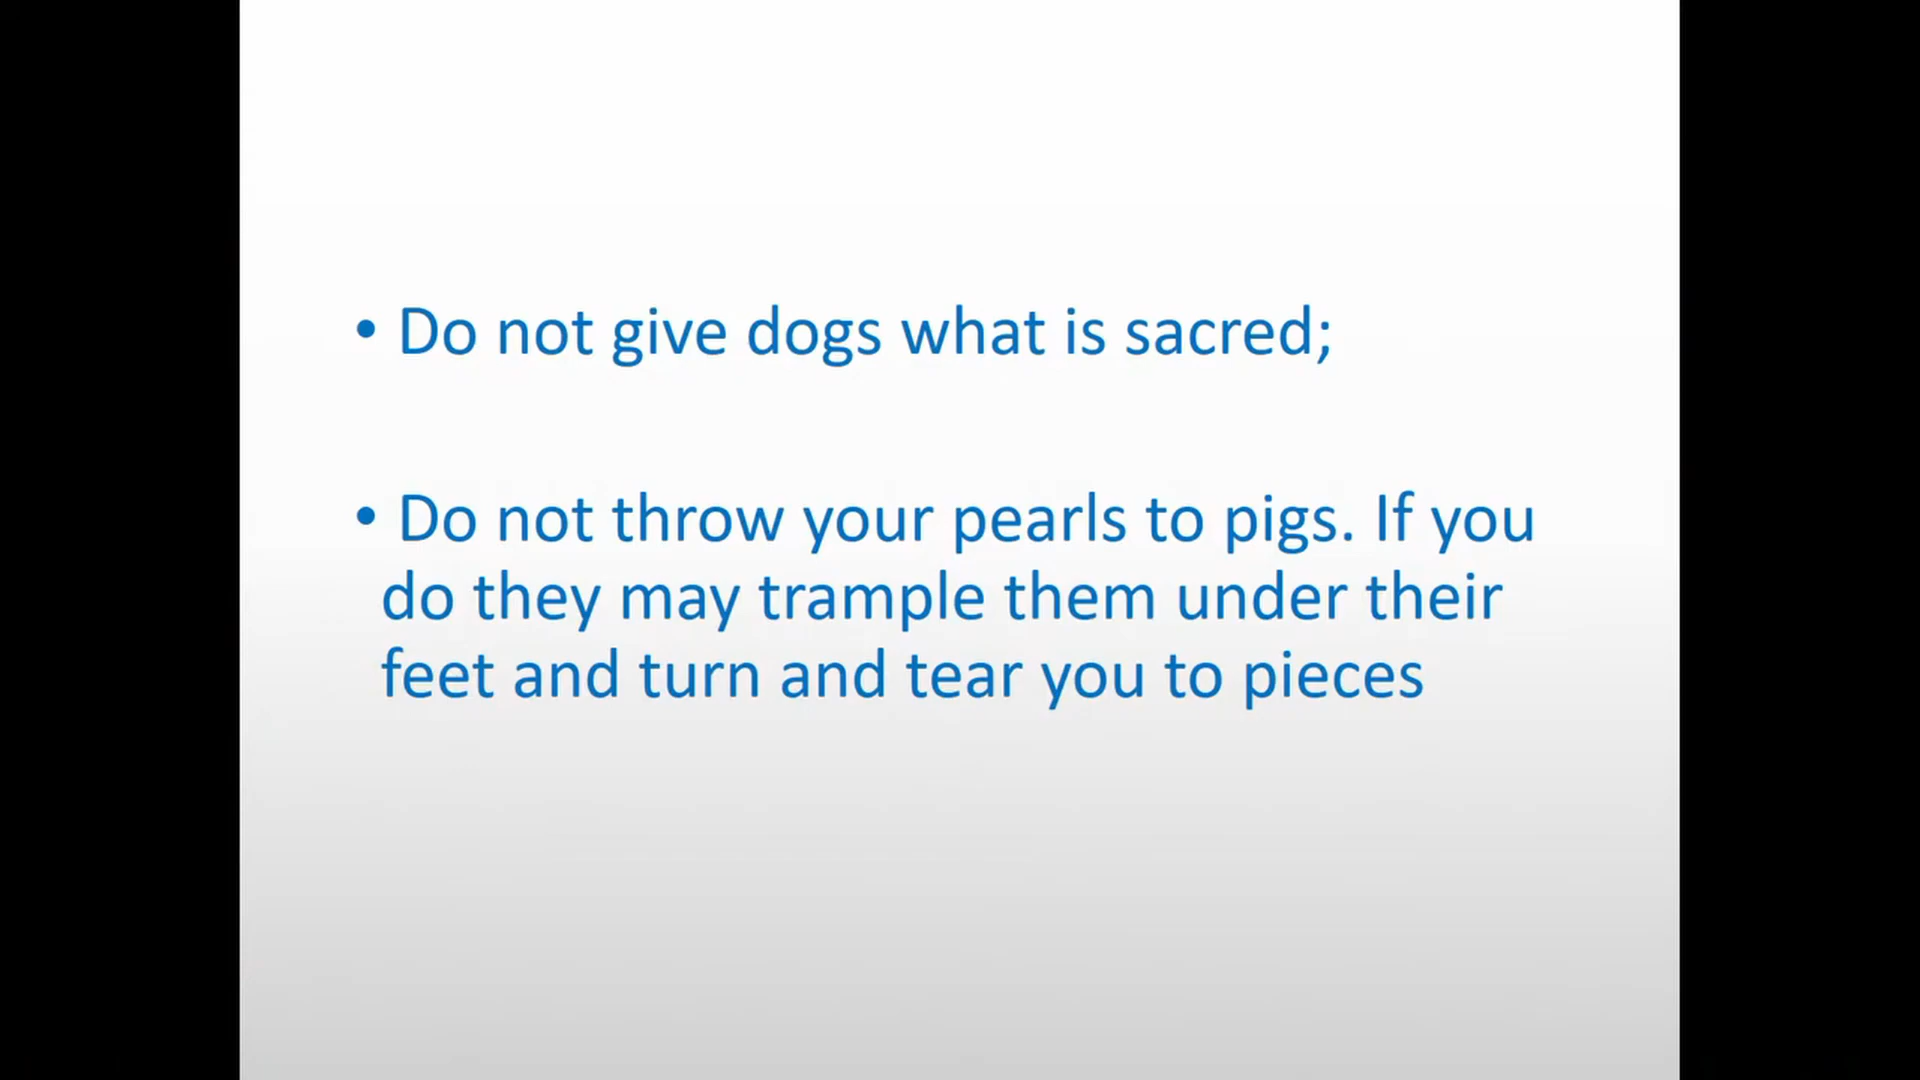 • Do not give dogs what is sacred;
• Do not throw your pearls to pigs. If you
do they may trample them under their
feet and turn and tear you to pieces